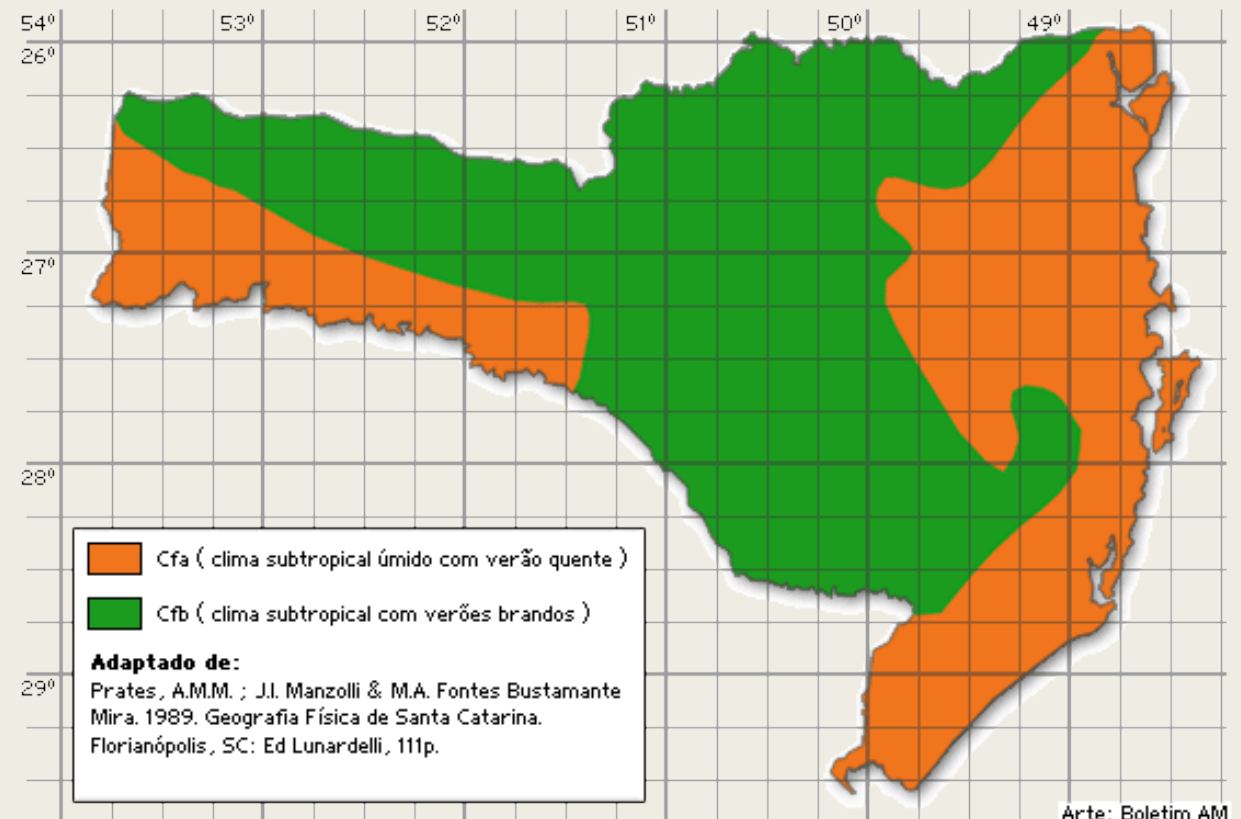 54º 53º 52º 51º 50º 49º
26º
27º
28º
29º
Cfa ( clima subtropical úmido com verão quente )
Cfb ( clima subtropical com verões brandos )
Adaptado de:
Prates, A.M.M. ; J.I. Manzolli & M.A. Fontes Bustamante
Mira. 1989. Geografia Física de Santa Catarina.
Florianópolis, SC: Ed Lunardelli, 111p.
Arte: Boletim AM